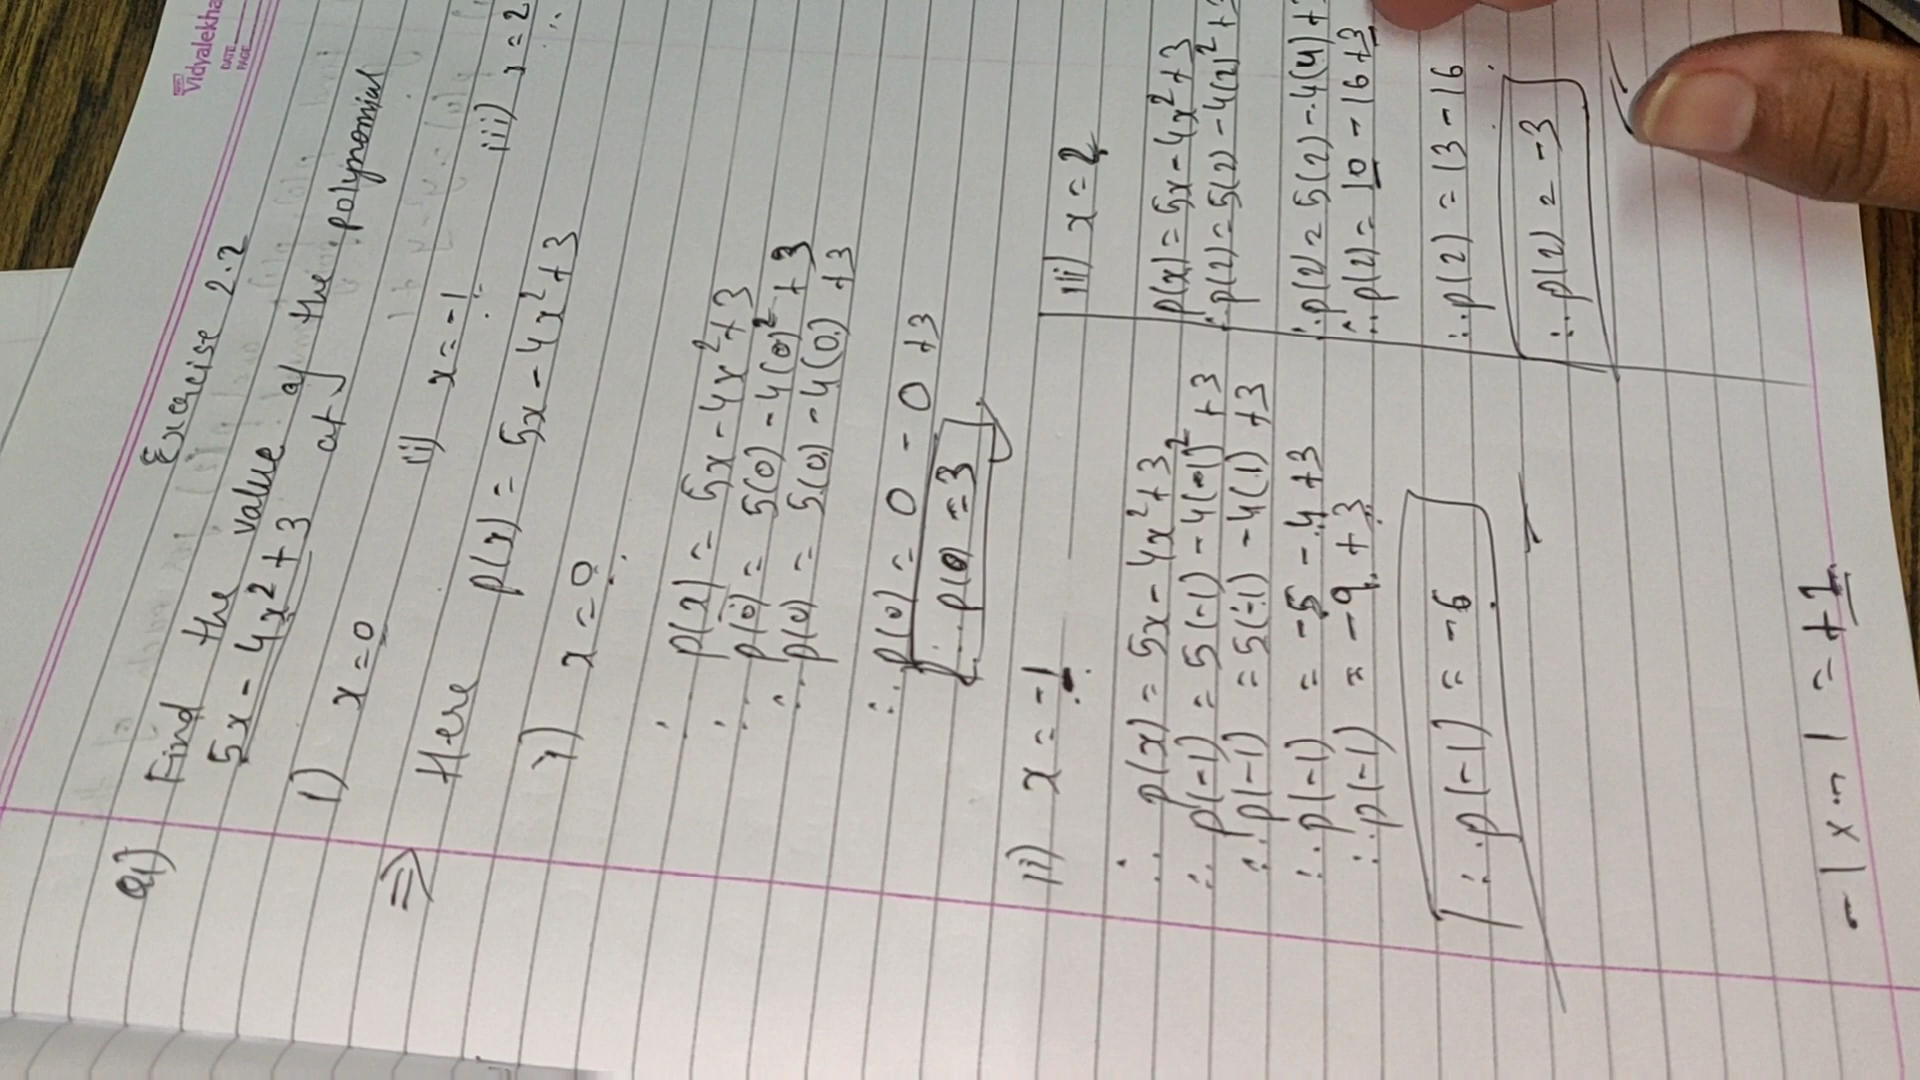 Vidyalekha
DATE
PAGE
Exercise 2.2
Q1) Find the value of the polynomial
5x - 4x² + 3 at
i) x=0 ii) x=-1 iii) x=2
⇒ Here p(x) = 5x - 4x² + 3
i) x=0
∴ p(x) = 5x - 4x² + 3
∴ p(0) = 5(0) - 4(0)² + 3
∴ p(0) = 5(0) - 4(0) + 3
∴ p(0) = 0 - 0 + 3
∴ p(0) = 3
ii) x = -1
∴ p(x) = 5x - 4x² + 3
∴ p(-1) = 5(-1) - 4(-1)² + 3
∴ p(-1) = 5(-1) - 4(1) + 3
∴ p(-1) = -5 - 4 + 3
∴ p(-1) = -9 + 3
∴ p(-1) = -6
iii) x = 2
p(x) = 5x - 4x² + 3
∴ p(2) = 5(2) - 4(2)² +
∴ p(2) = 5(2) - 4(4) +
∴ p(2) = 10 - 16 + 3
∴ p(2) = 13 - 16
∴ p(2) = -3
-1 x -1 = +1